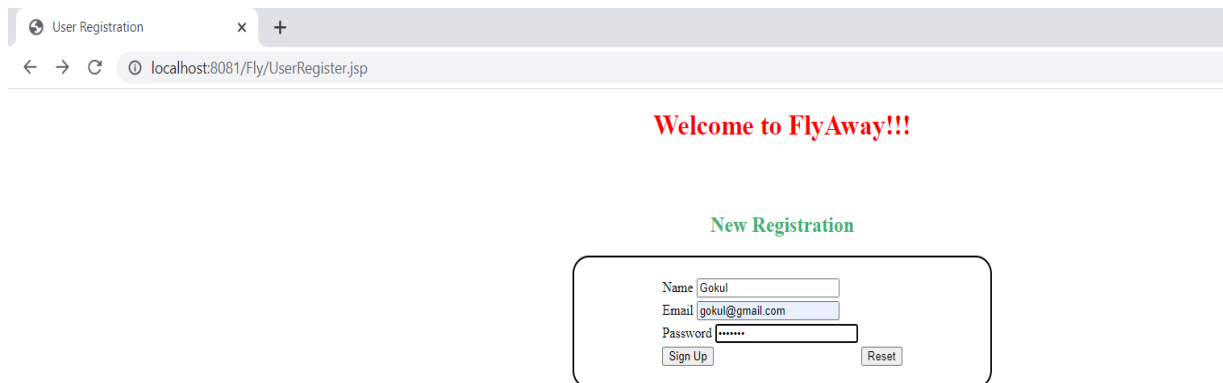 User Registration
localhost:8081/Fly/UserRegister.jsp
Welcome to FlyAway!!!
New Registration
Name Gokul
Email gokul@gmail.com
Password •••••••
Sign Up Reset